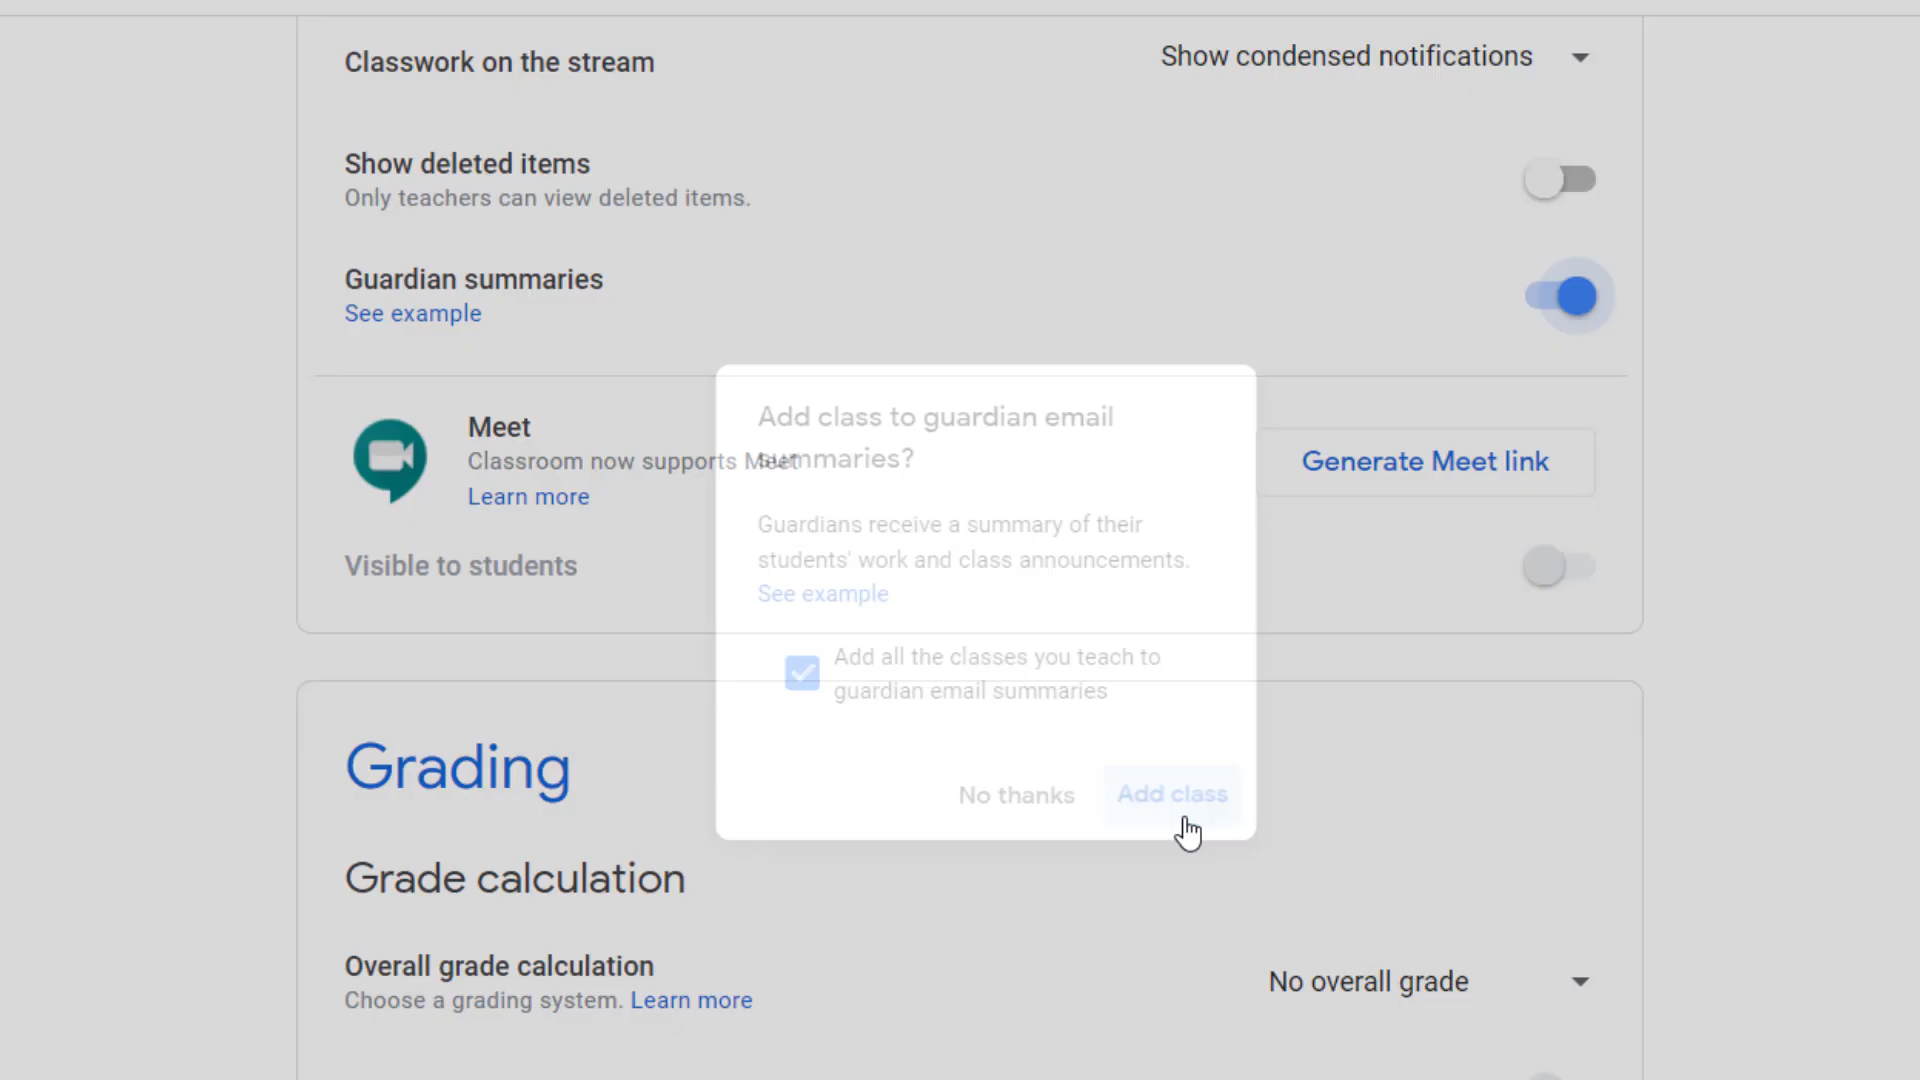 Classwork on the stream
Show condensed notifications
Show deleted items
Only teachers can view deleted items.
Guardian summaries
See example
Meet
Classroom now supports Meet
Learn more
Generate Meet link
Visible to students
Add class to guardian email
summaries?
Guardians receive a summary of their
students' work and class announcements.
See example
Add all the classes you teach to
guardian email summaries
No thanks
Add class
Grading
Grade calculation
Overall grade calculation
Choose a grading system. Learn more
No overall grade